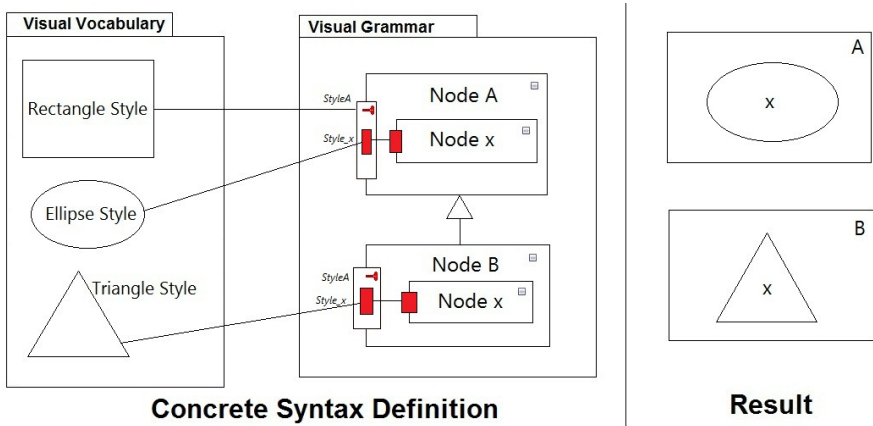 Visual Vocabulary
Rectangle Style
Ellipse Style
Triangle Style
Visual Grammar
StyleA
Style_x
Node A
Node x
StyleA
Style_x
Node B
Node x
Concrete Syntax Definition
A
x
B
x
Result